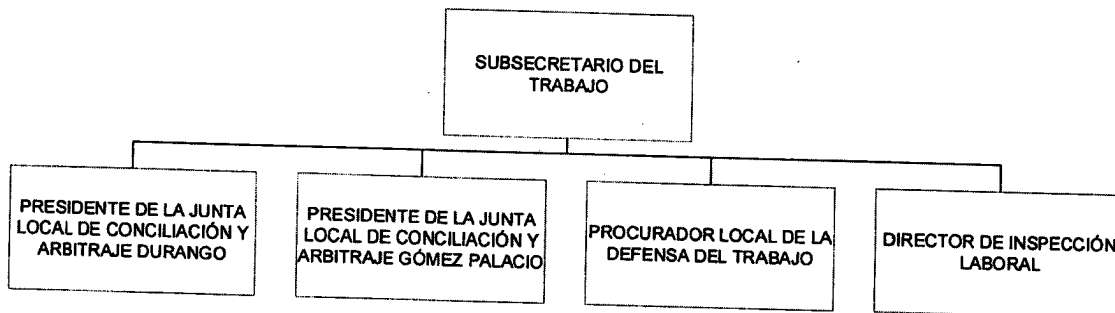 SUBSECRETARIO DEL
TRABAJO
PRESIDENTE DE LA JUNTA
LOCAL DE CONCILIACIÓN Y
ARBITRAJE DURANGO
PRESIDENTE DE LA JUNTA
LOCAL DE CONCILIACIÓN Y
ARBITRAJE GÓMEZ PALACIO
PROCURADOR LOCAL DE LA
DEFENSA DEL TRABAJO
DIRECTOR DE INSPECCIÓN
LABORAL